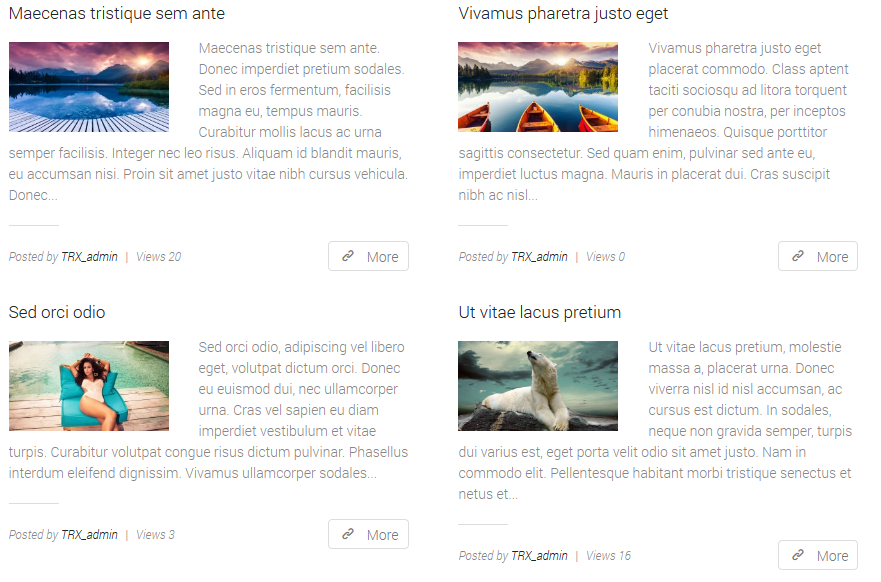 Maecenas tristique sem ante
Maecenas tristique sem ante.
Donec imperdiet pretium sodales.
Sed in eros fermentum, facilisis
magna eu, tempus mauris.
Curabitur mollis lacus ac urna
semper facilisis. Integer nec leo risus. Aliquam id blandit mauris,
eu accumsan nisi. Proin sit amet justo vitae nibh cursus vehicula.
Donec...
Posted by TRX_admin | Views 20
More
Vivamus pharetra justo eget
Vivamus pharetra justo eget
placerat commodo. Class aptent
taciti sociosqu ad litora torquent
per conubia nostra, per inceptos
himenaeos. Quisque porttitor
sagittis consectetur. Sed quam enim, pulvinar sed ante eu,
imperdiet luctus magna. Mauris in placerat dui. Cras suscipit
nibh ac nisl...
Posted by TRX_admin | Views 0
More
Sed orci odio
Sed orci odio, adipiscing vel libero
eget, volutpat dictum orci. Donec
eu euismod dui, nec ullamcorper
urna. Cras vel sapien eu diam
imperdiet vestibulum et vitae
turpis. Curabitur volutpat congue risus dictum pulvinar. Phasellus
interdum eleifend dignissim. Vivamus ullamcorper sodales...
Posted by TRX_admin | Views 3
More
Ut vitae lacus pretium
Ut vitae lacus pretium, molestie
massa a, placerat urna. Donec
viverra nisl id nisl accumsan, ac
cursus est dictum. In sodales,
neque non gravida semper, turpis
dui varius est, eget porta velit odio sit amet justo. Nam in
commodo elit. Pellentesque habitant morbi tristique senectus et
netus et...
Posted by TRX_admin | Views 16
More